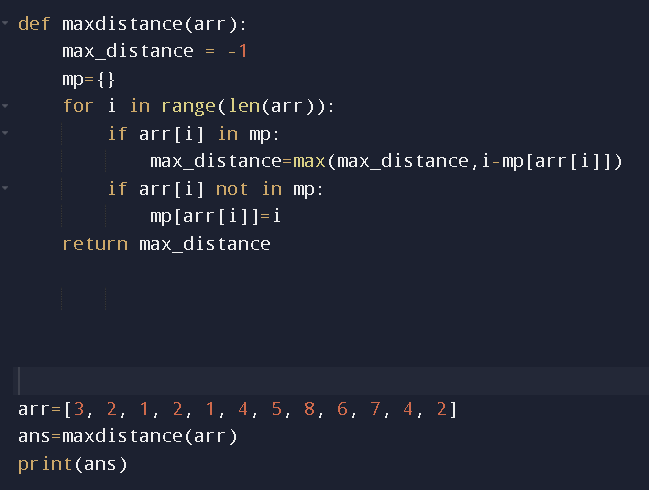 def maxdistance(arr):
    max_distance = -1
    mp={}
    for i in range(len(arr)):
        if arr[i] in mp:
            max_distance=max(max_distance,i-mp[arr[i]])
        if arr[i] not in mp:
            mp[arr[i]]=i
    return max_distance
arr=[3, 2, 1, 2, 1, 4, 5, 8, 6, 7, 4, 2]
ans=maxdistance(arr)
print(ans)